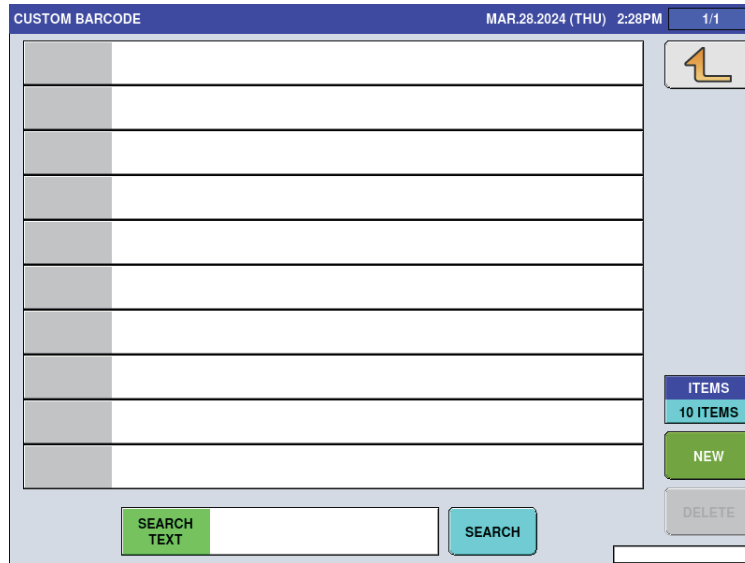 CUSTOM BARCODE MAR.28.2024 (THU) 2:28PM 1/1
ITEMS
10 ITEMS
NEW
DELETE
SEARCH
TEXT
SEARCH